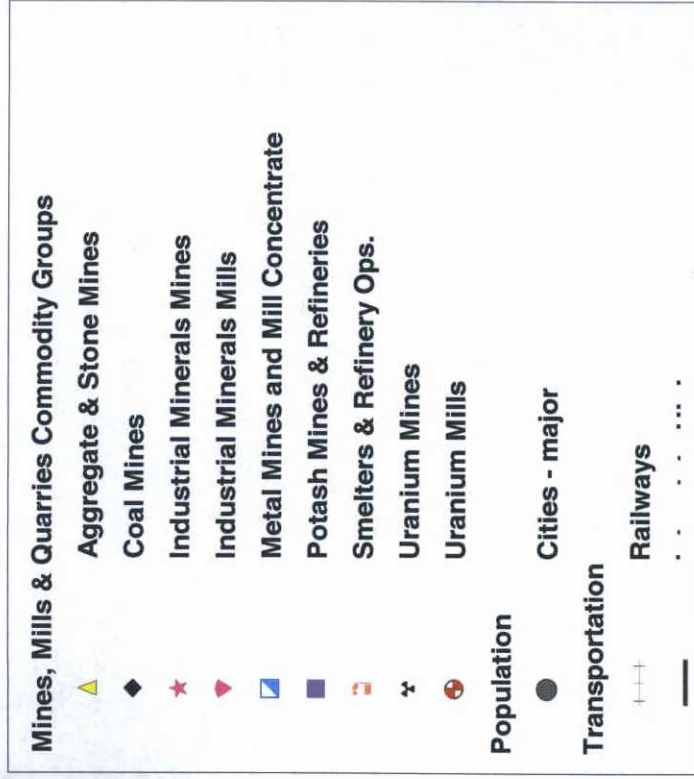 Mines, Mills & Quarries Commodity Groups
Aggregate & Stone Mines
Coal Mines
Industrial Minerals Mines
Industrial Minerals Mills
Metal Mines and Mill Concentrate
Potash Mines & Refineries
Smelters & Refinery Ops.
Uranium Mines
Uranium Mills
Population
Cities - major
Transportation
Railways